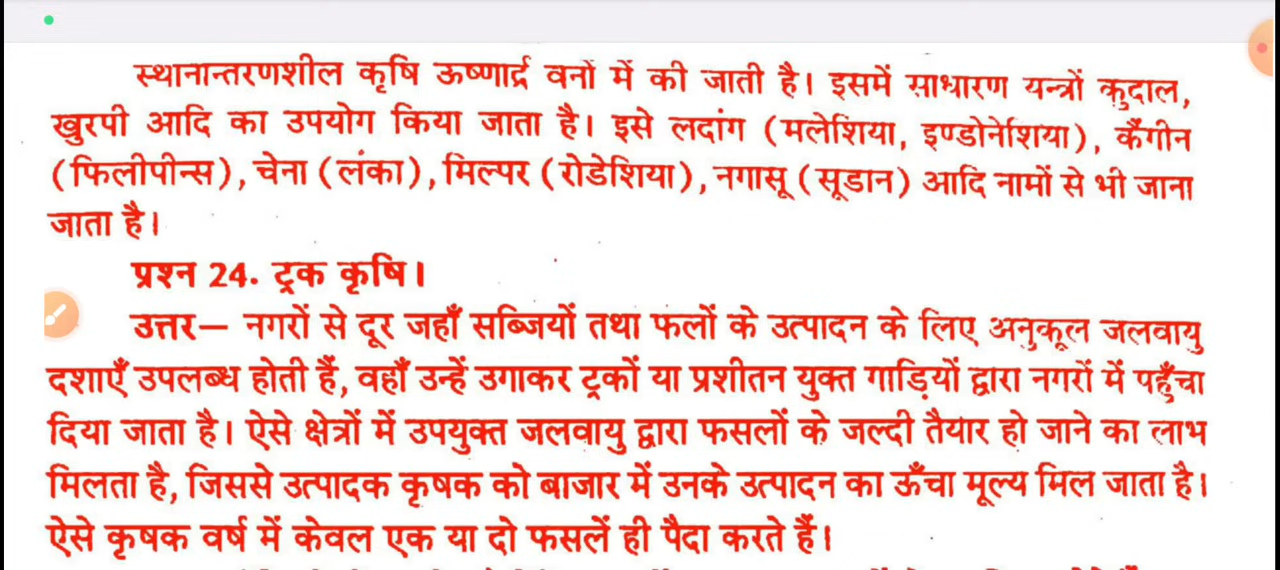 स्थानान्तरणशील कृषि ऊष्णार्द्र वनों में की जाती है। इसमें साधारण यन्त्रों कुदाल,
खुरपी आदि का उपयोग किया जाता है। इसे लदांग (मलेशिया, इण्डोनेशिया), कैंगीन
(फिलीपीन्स), चेना (लंका), मिल्पर (रोडेशिया), नगासू (सूडान) आदि नामों से भी जाना
जाता है।
प्रश्न 24. ट्रक कृषि।
उत्तर— नगरों से दूर जहाँ सब्जियों तथा फलों के उत्पादन के लिए अनुकूल जलवायु
दशाएँ उपलब्ध होती हैं, वहाँ उन्हें उगाकर ट्रकों या प्रशीतन युक्त गाड़ियों द्वारा नगरों में पहुँचा
दिया जाता है। ऐसे क्षेत्रों में उपयुक्त जलवायु द्वारा फसलों के जल्दी तैयार हो जाने का लाभ
मिलता है, जिससे उत्पादक कृषक को बाजार में उनके उत्पादन का ऊँचा मूल्य मिल जाता है।
ऐसे कृषक वर्ष में केवल एक या दो फसलें ही पैदा करते हैं।